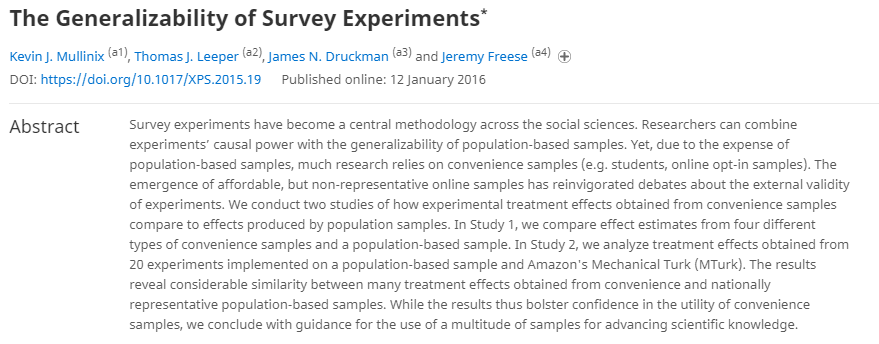 The Generalizability of Survey Experiments*
Kevin J. Mullinix (a1), Thomas J. Leeper (a2), James N. Druckman (a3) and Jeremy Freese (a4)
DOI: https://doi.org/10.1017/XPS.2015.19 Published online: 12 January 2016
Abstract
Survey experiments have become a central methodology across the social sciences. Researchers can combine
experiments' causal power with the generalizability of population-based samples. Yet, due to the expense of
population-based samples, much research relies on convenience samples (e.g. students, online opt-in samples). The
emergence of affordable, but non-representative online samples has reinvigorated debates about the external validity
of experiments. We conduct two studies of how experimental treatment effects obtained from convenience samples
compare to effects produced by population samples. In Study 1, we compare effect estimates from four different
types of convenience samples and a population-based sample. In Study 2, we analyze treatment effects obtained from
20 experiments implemented on a population-based sample and Amazon's Mechanical Turk (MTurk). The results
reveal considerable similarity between many treatment effects obtained from convenience and nationally
representative population-based samples. While the results thus bolster confidence in the utility of convenience
samples, we conclude with guidance for the use of a multitude of samples for advancing scientific knowledge.